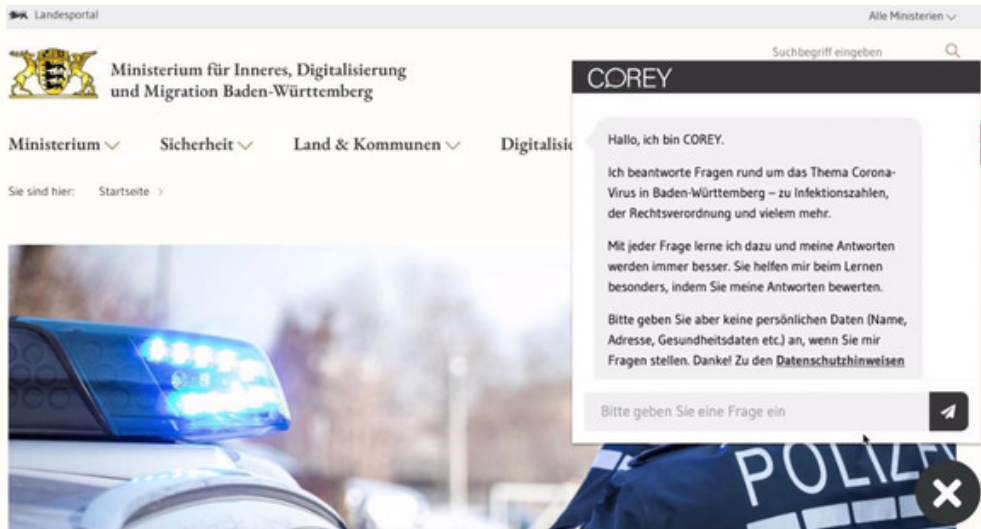 Landesportal
Alle Ministerien
Suchbegriff eingeben
Ministerium für Inneres, Digitalisierung
und Migration Baden-Württemberg
Ministerium
Sicherheit
Land & Kommunen
Sie sind hier: Startseite >
COREY
Hallo, ich bin COREY.
Ich beantworte Fragen rund um das Thema Corona-
Virus in Baden-Württemberg – zu Infektionszahlen,
der Rechtsverordnung und vielem mehr.
Mit jeder Frage lerne ich dazu und meine Antworten
werden immer besser. Sie helfen mir beim Lernen
besonders, indem Sie meine Antworten bewerten.
Bitte geben Sie aber keine persönlichen Daten (Name,
Adresse, Gesundheitsdaten etc.) an, wenn Sie mir
Fragen stellen. Danke! Zu den Datenschutzhinweisen
Bitte geben Sie eine Frage ein
POLIZEI